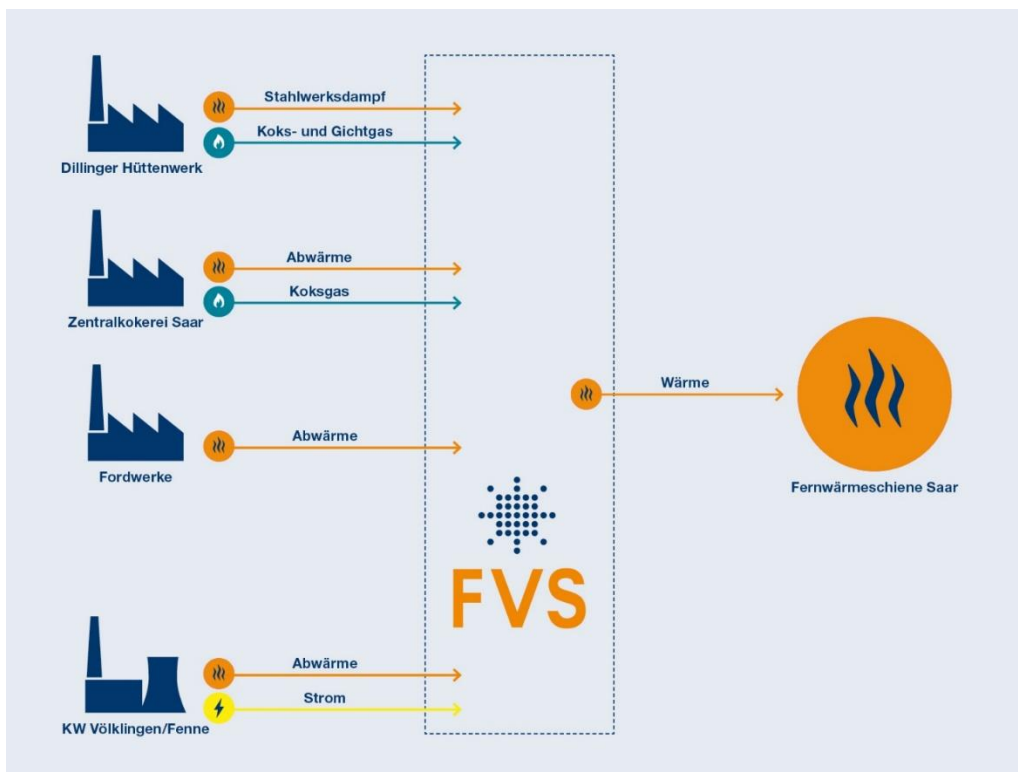 Stahlwerksdampf
Koks- und Gichtgas
Dillinger Hüttenwerk
Abwärme
Koksgas
Zentralkokerei Saar
Wärme
Abwärme
Fordwerke
Fernwärmeschiene Saar
FVS
Abwärme
Strom
KW Völklingen/Fenne